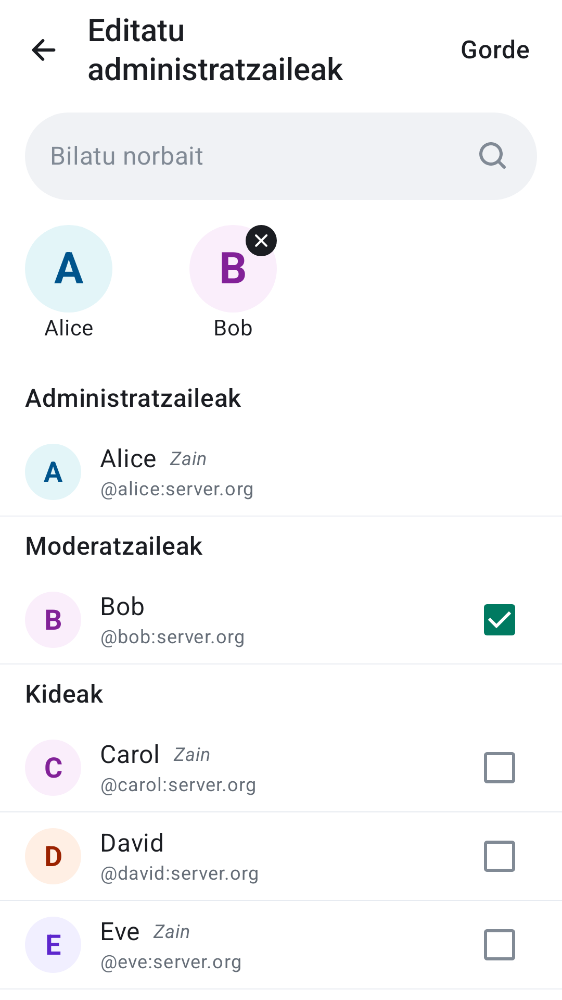 Editatu
administratzaileak
Gorde
Bilatu norbait
A
B
Alice
Bob
Administratzaileak
A
Alice Zain
@alice:server.org
Moderatzaileak
B
Bob
@bob:server.org
Kideak
C
Carol Zain
@carol:server.org
D
David
@david:server.org
E
Eve Zain
@eve:server.org